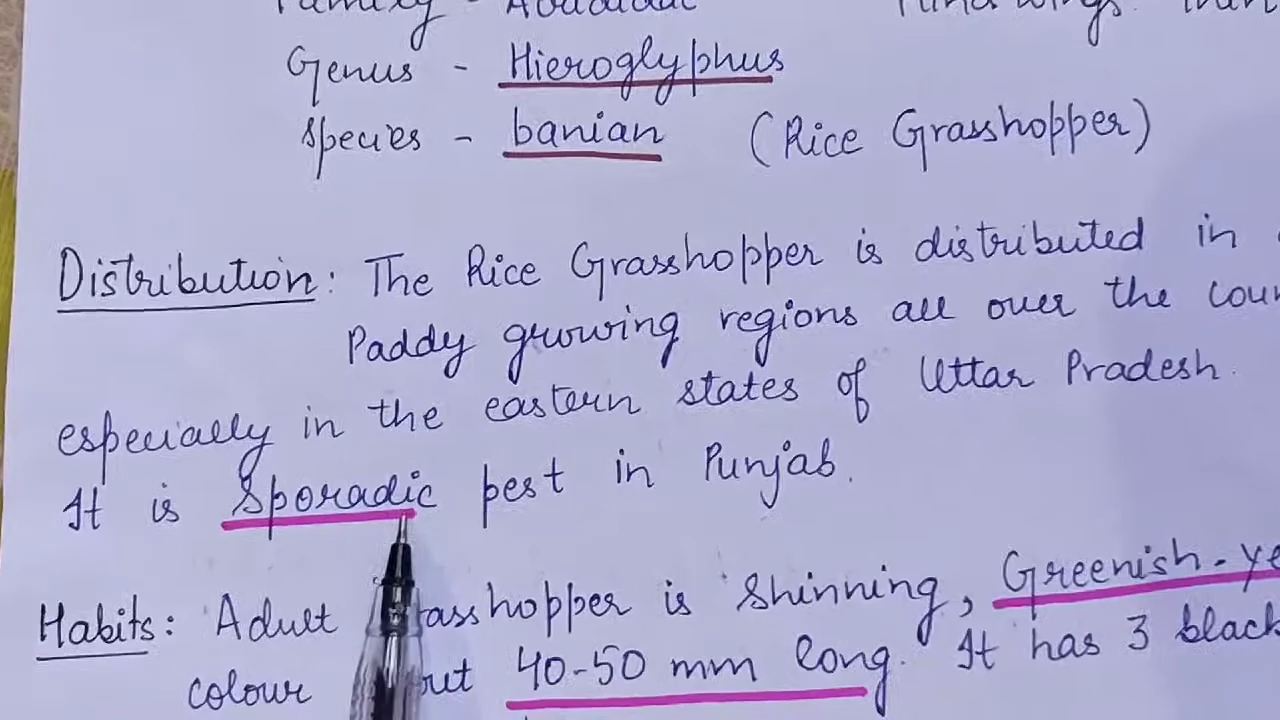 Family -
Genus - Hieroglyphus
Species - banian (Rice Grasshopper)
Distribution: The Rice Grasshopper is distributed in
Paddy growing regions all over the
especially in the eastern states of Uttar Pradesh.
It is Sporadic pest in Punjab.
Habits: Adult is Shinning, Greenish-
colour 40-50 mm long. It has 3 black